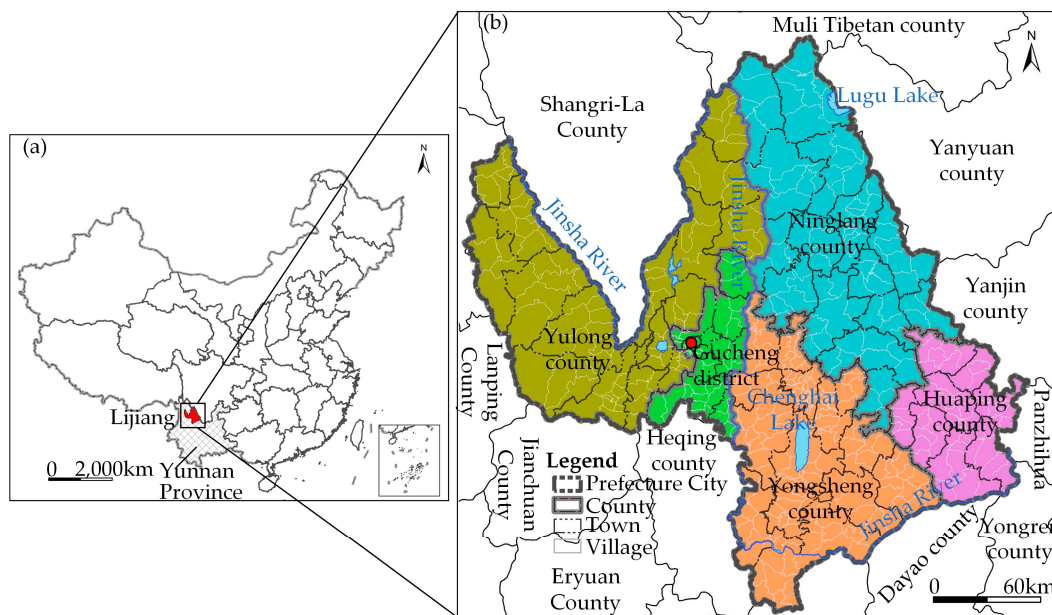 (a)
N
Lijiang
Yunnan
Province
0 2,000km
(b)
N
Muli Tibetan county
Shangri-La
County
Lugu Lake
Yanyuan
county
Jinsha River
Jinsha River
Ninglang
county
Yanjin
county
Yulong
county
Gucheng
district
Lanping
County
Chenghai
Lake
Huaping
county
Panzhihua
Jianchuan
County
Heqing
county
Legend
Prefecture City
County
Town
Village
Yongsheng
county
Jinsha River
Dayao county
Yongren
county
Eryuan
County
0 60km